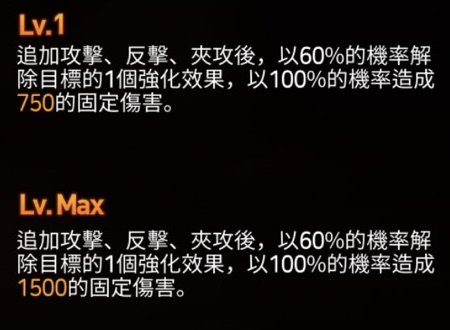 Lv.1
追加攻擊、反擊、夾攻後，以60%的機率解
除目標的1個強化效果，以100%的機率造成
750的固定傷害。
Lv.Max
追加攻擊、反擊、夾攻後，以60%的機率解
除目標的1個強化效果，以100%的機率造成
1500的固定傷害。